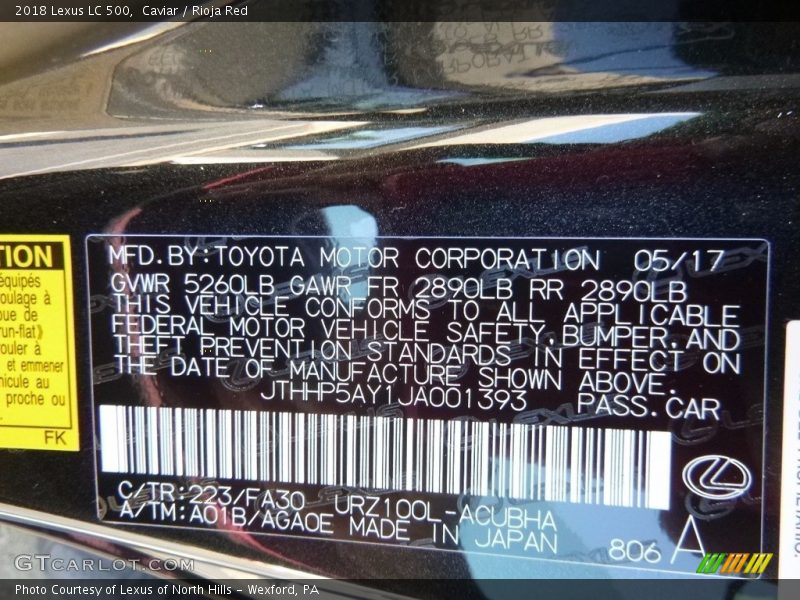 2018 Lexus LC 500, Caviar / Rioja Red
TION
équipés
oulage à
oue de
run-flat》
rouler à
et emmener
hicule au
proche ou
FK
MFD.BY:TOYOTA MOTOR CORPORATION 05/17
GVWR 5260LB GAWR FR 2890LB RR 2890LB
THIS VEHICLE CONFORMS TO ALL APPLICABLE
FEDERAL MOTOR VEHICLE SAFETY,BUMPER,AND
THEFT PREVENTION STANDARDS IN EFFECT ON
THE DATE OF MANUFACTURE SHOWN ABOVE.
JTHHP5AY1JA001393 PASS.CAR
C/TR:223/FA30 URZ100L-ACUBHA
A/TM:A01B/AGA0E MADE IN JAPAN
806 A
GTCARLOT.COM
Photo Courtesy of Lexus of North Hills - Wexford, PA